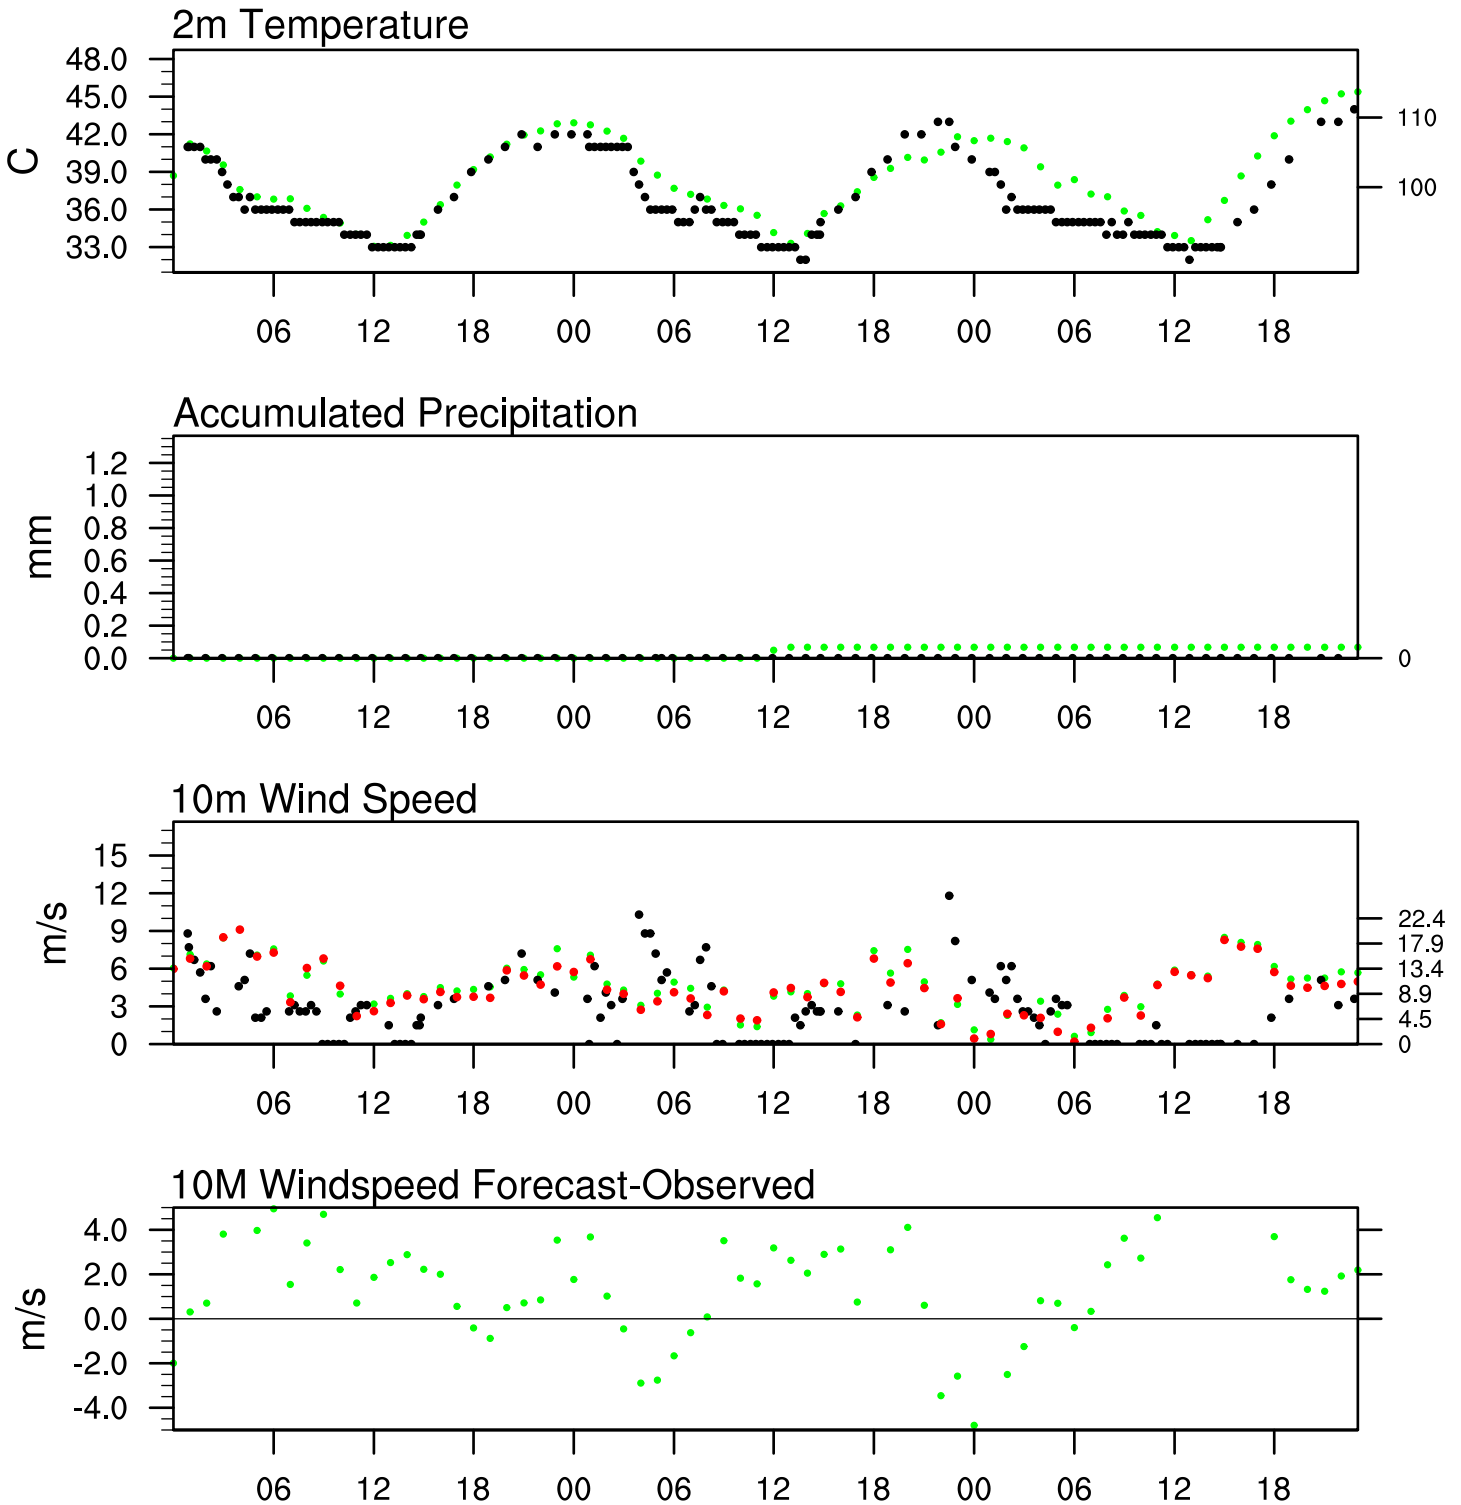 2m Temperature
48.0
45.0
42.0
39.0
36.0
33.0
C
110
100
06 12 18 00 06 12 18 00 06 12 18
Accumulated Precipitation
1.2
1.0
0.8
0.6
0.4
0.2
0.0
mm
0
06 12 18 00 06 12 18 00 06 12 18
10m Wind Speed
15
12
9
6
3
0
m/s
22.4
17.9
13.4
8.9
4.5
0
06 12 18 00 06 12 18 00 06 12 18
10M Windspeed Forecast-Observed
4.0
2.0
0.0
-2.0
-4.0
m/s
06 12 18 00 06 12 18 00 06 12 18